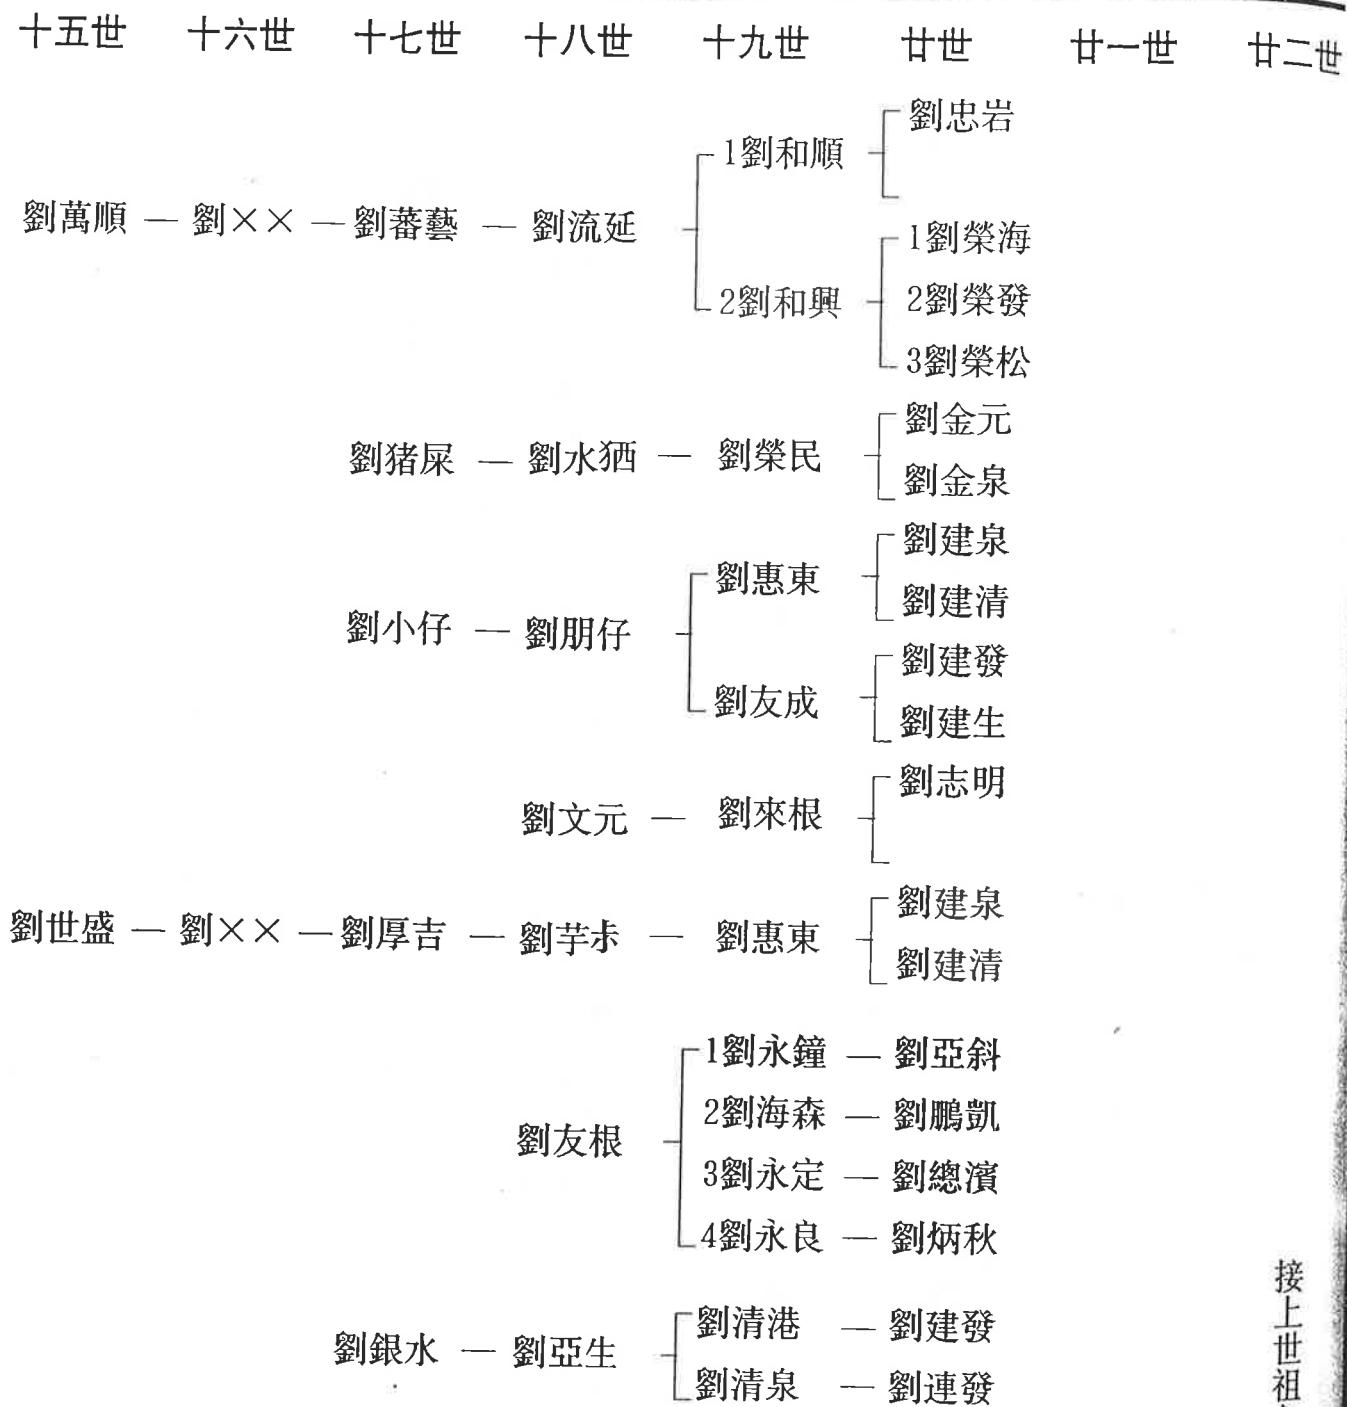 十五世 十六世 十七世 十八世 十九世 廿世 廿一世 廿二世
劉忠岩
1劉和順
劉萬順 — 劉×× — 劉蕃藝 — 劉流延
1劉榮海
2劉和興 2劉榮發
3劉榮松
劉金元
劉猪屎 — 劉水狗 — 劉榮民
劉金泉
劉建泉
劉惠東
劉建清
劉小仔 — 劉朋仔
劉建發
劉友成
劉建生
劉志明
劉文元 — 劉來根
劉建泉
劉世盛 — 劉×× — 劉厚吉 — 劉芋卡 — 劉惠東
劉建清
1劉永鐘 — 劉亞斜
2劉海森 — 劉鵬凱
劉友根
3劉永定 — 劉總濱
4劉永良 — 劉炳秋
劉清港 — 劉建發
劉銀水 — 劉亞生
劉清泉 — 劉連發
接上世祖